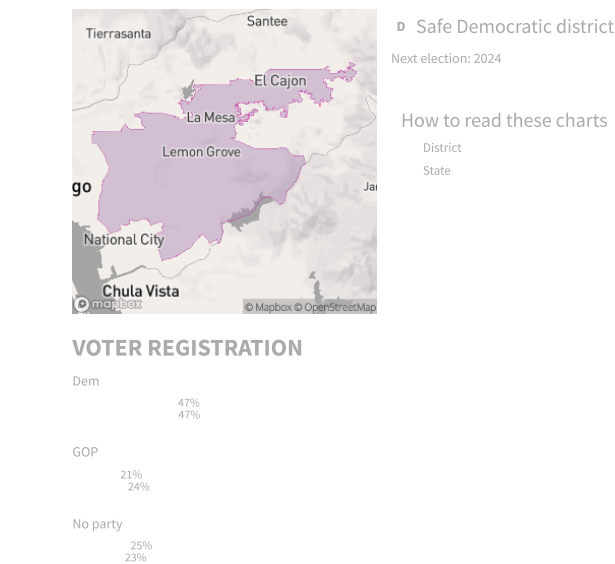 Santee
Tierrasanta
El Cajon
La Mesa
Lemon Grove
go
Ja
National City
Chula Vista
mapbox
© Mapbox © OpenStreetMap
D Safe Democratic district
Next election: 2024
How to read these charts
District
State
VOTER REGISTRATION
Dem
47%
47%
GOP
21%
24%
No party
25%
23%